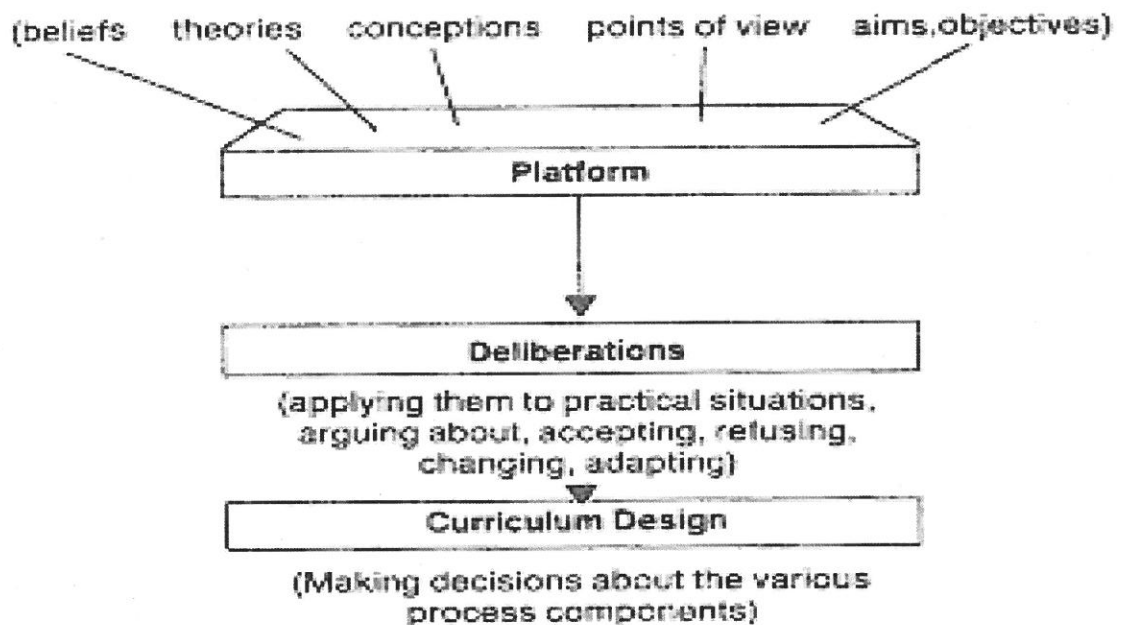 (beliefs theories conceptions points of view aims,objectives)
Platform
Deliberations
(applying them to practical situations,
arguing about, accepting, refusing,
changing, adapting)
Curriculum Design
(Making decisions about the various
process components)